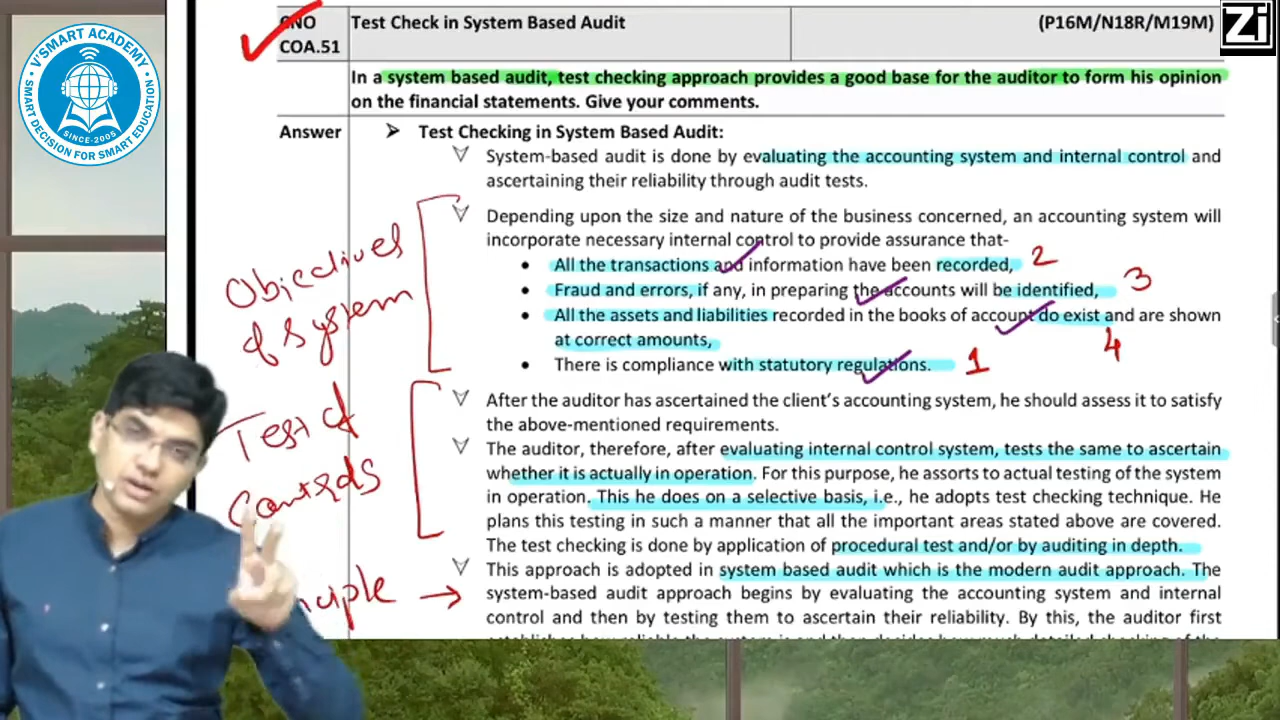 V'SMART ACADEMY
SMART DECISION FOR SMART EDUCATION
SINCE-2005
Zi
SNO
COA.51
Test Check in System Based Audit
(P16M/N18R/M19M)
In a system based audit, test checking approach provides a good base for the auditor to form his opinion
on the financial statements. Give your comments.
Answer
Test Checking in System Based Audit:
System-based audit is done by evaluating the accounting system and internal control and
ascertaining their reliability through audit tests.
Depending upon the size and nature of the business concerned, an accounting system will
incorporate necessary internal control to provide assurance that-
• All the transactions and information have been recorded, 2
• Fraud and errors, if any, in preparing the accounts will be identified, 3
• All the assets and liabilities recorded in the books of account do exist and are shown
at correct amounts, 4
• There is compliance with statutory regulations. 1
Objectives
of system
After the auditor has ascertained the client's accounting system, he should assess it to satisfy
the above-mentioned requirements.
The auditor, therefore, after evaluating internal control system, tests the same to ascertain
whether it is actually in operation. For this purpose, he assorts to actual testing of the system
in operation. This he does on a selective basis, i.e., he adopts test checking technique. He
plans this testing in such a manner that all the important areas stated above are covered.
The test checking is done by application of procedural test and/or by auditing in depth.
Test of
Controls
This approach is adopted in system based audit which is the modern audit approach. The
system-based audit approach begins by evaluating the accounting system and internal
control and then by testing them to ascertain their reliability. By this, the auditor first